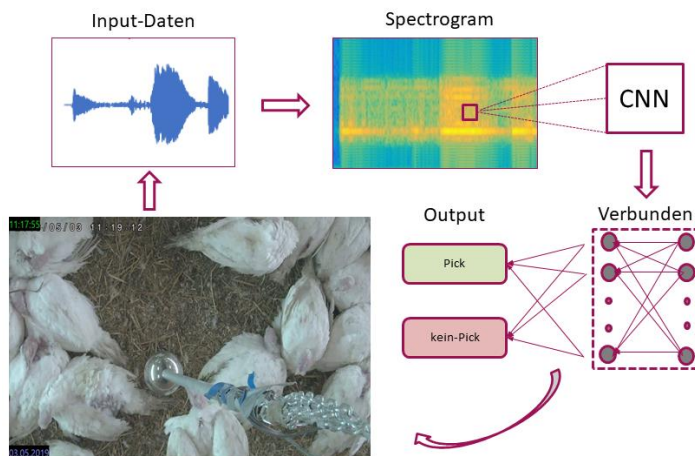 Input-Daten
Spectrogram
CNN
11:17:55 /05/03 11:19:12
Output
Verbunden
Pick
kein-Pick
03.05.2019